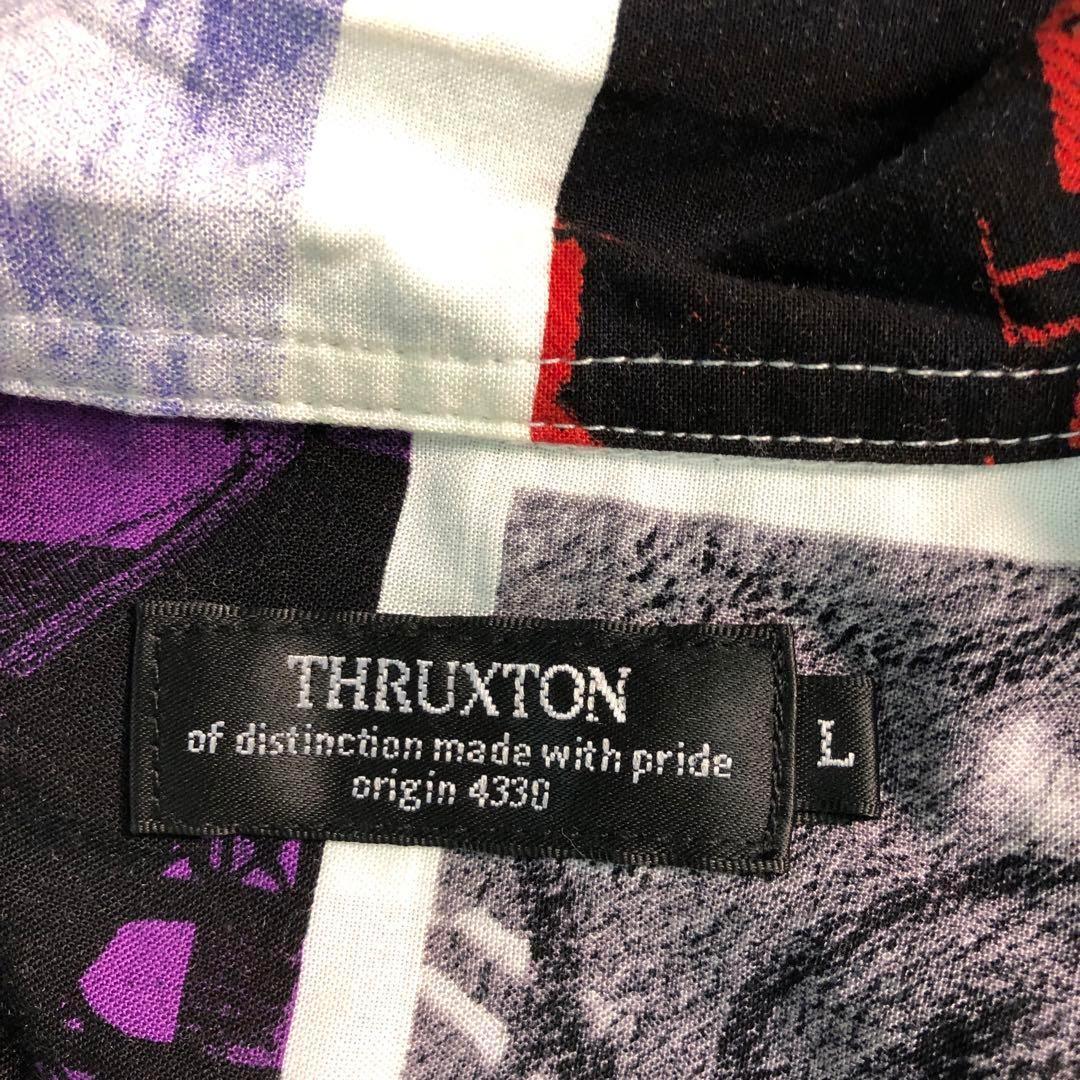 THRUXTON
of distinction made with pride
origin 4330
L